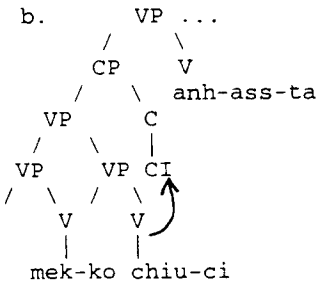 b. VP ...
CP V
anh-ass-ta
VP C
VP VP CI
V V
mek-ko chiu-ci